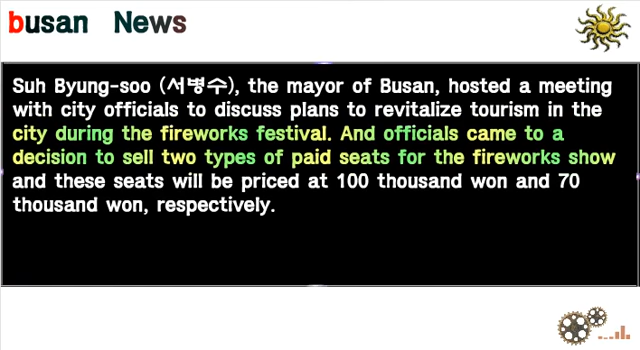 busan News
Suh Byung-soo (서병수), the mayor of Busan, hosted a meeting
with city officials to discuss plans to revitalize tourism in the
city during the fireworks festival. And officials came to a
decision to sell two types of paid seats for the fireworks show
and these seats will be priced at 100 thousand won and 70
thousand won, respectively.